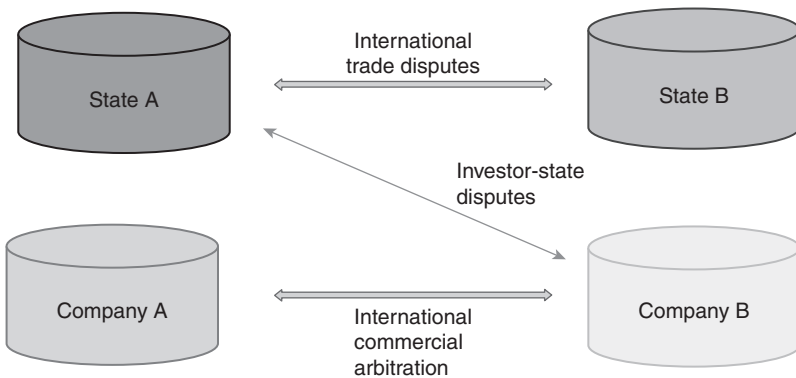 International
trade disputes
State A
State B
Investor-state
disputes
Company A
Company B
International
commercial
arbitration